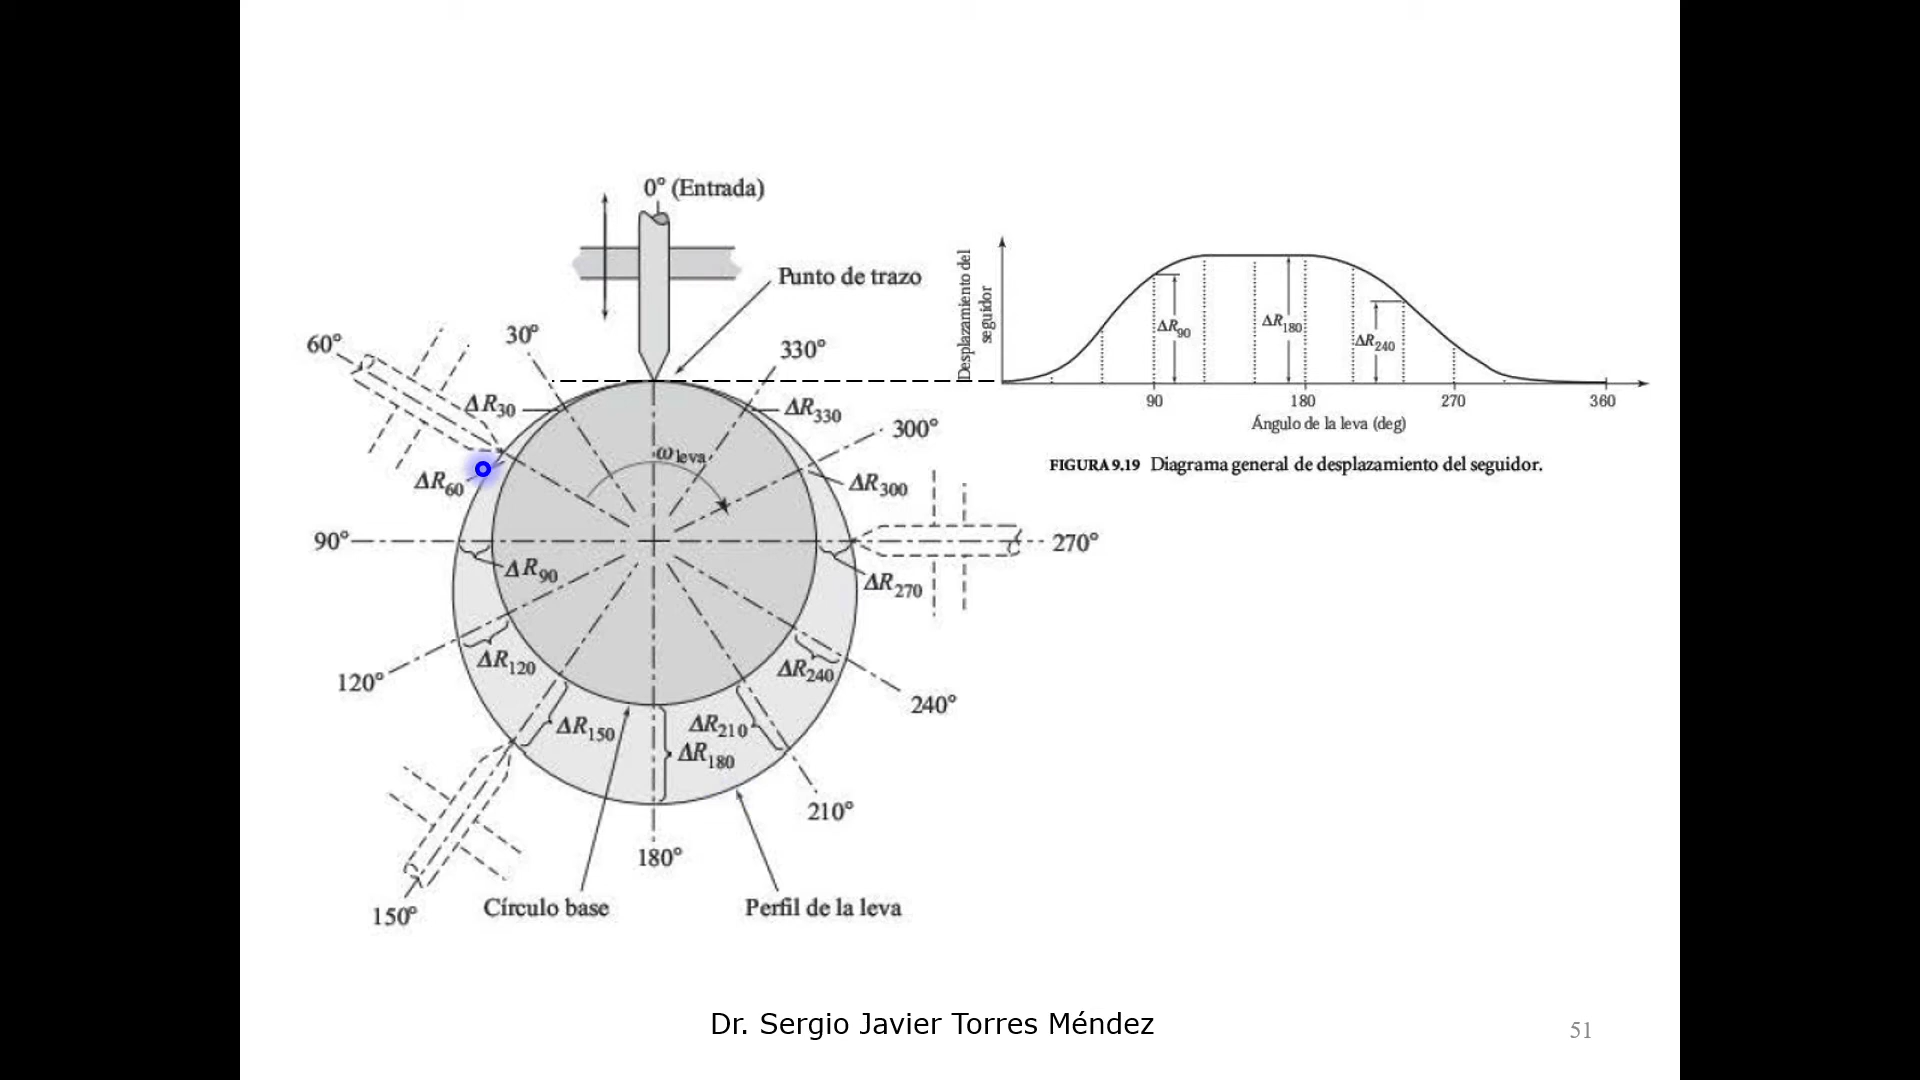 0° (Entrada)
Punto de trazo
30°
330°
60°
ΔR30
ΔR330
300°
ω leva
ΔR60
ΔR300
90°
270°
ΔR90
ΔR270
ΔR120
ΔR240
120°
240°
ΔR150
ΔR210
ΔR180
210°
180°
150°
Círculo base
Perfil de la leva
Desplazamiento del
seguidor
ΔR90
ΔR180
ΔR240
90
180
270
360
Ángulo de la leva (deg)
FIGURA 9.19 Diagrama general de desplazamiento del seguidor.
Dr. Sergio Javier Torres Méndez
51